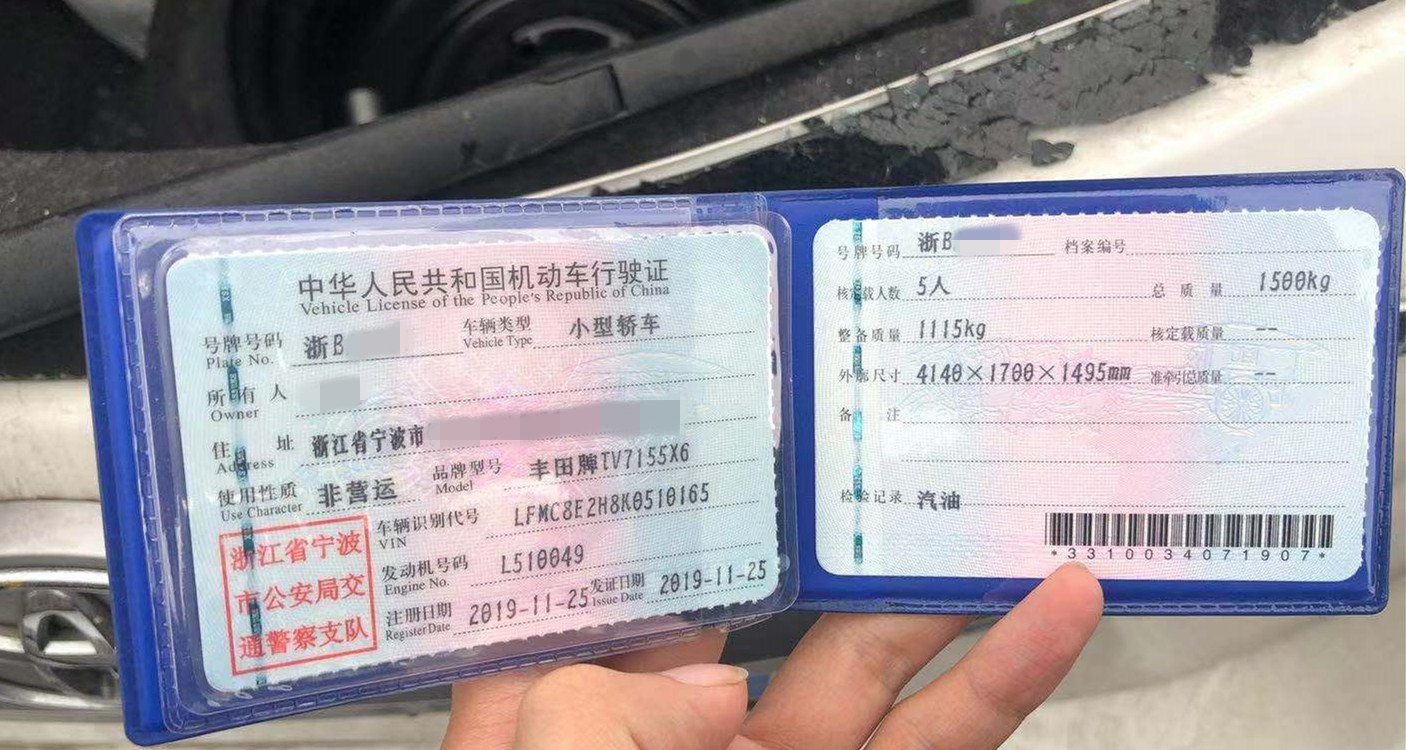 中华人民共和国机动车行驶证
Vehicle License of the People's Republic of China
号牌号码 浙B 车辆类型 小型轿车
Plate No. Vehicle Type
所有人
Owner
住址 浙江省宁波市
Address
使用性质 非营运 品牌型号 丰田牌TV7155X6
Use Character Model
车辆识别代号 LFMC8E2H8K0510165
VIN
发动机号码 L510049
Engine No.
注册日期 2019-11-25 发证日期 2019-11-25
Register Date Issue Date
浙江省宁波
市公安局交
通警察支队
号牌号码 浙B 档案编号
核定载人数 5人 总质量 1500kg
整备质量 1115kg 核定载质量 --
外廓尺寸 4140×1700×1495mm 准牵引总质量 --
备注
检验记录 汽油
*3310034071907*